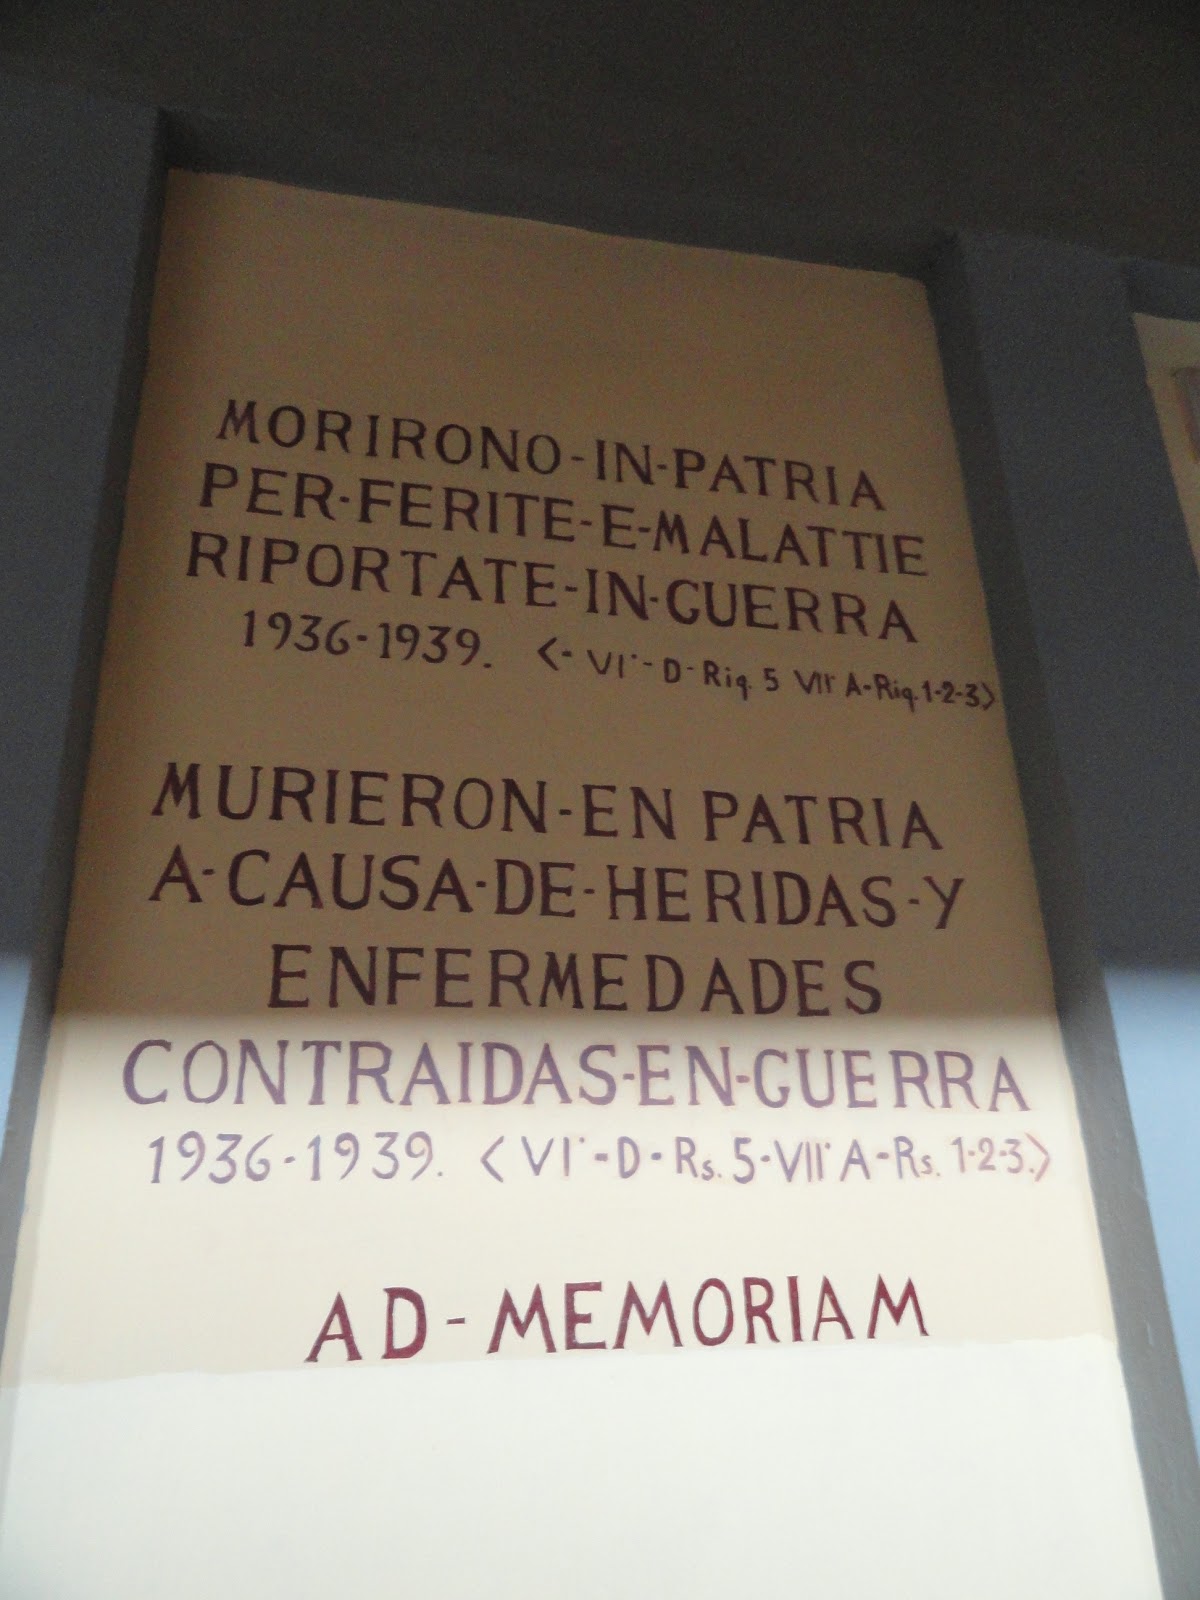 MORIRONO-IN-PATRIA
PER-FERITE-E-MALATTIE
RIPORTATE-IN-GUERRA
1936-1939. <- VI·-D-Riq. 5 VII· A-Riq. 1-2-3>
MURIERON-EN PATRIA
A-CAUSA-DE-HERIDAS-Y
ENFERMEDADES
CONTRAIDAS-EN-GUERRA
1936-1939. <VI·-D-Rs. 5-VII· A-Rs. 1-2-3.>
AD-MEMORIAM